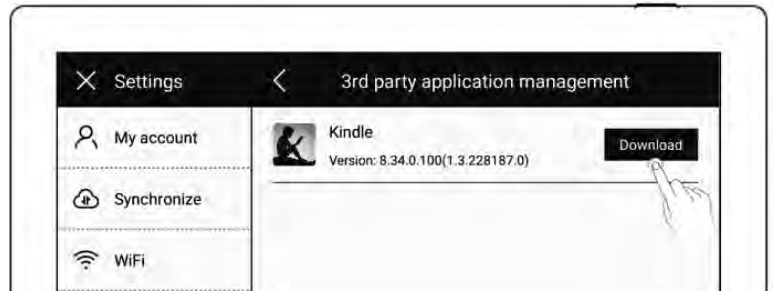 Settings
3rd party application management
My account
Kindle
Version: 8.34.0.100(1.3.228187.0)
Download
Synchronize
WiFi